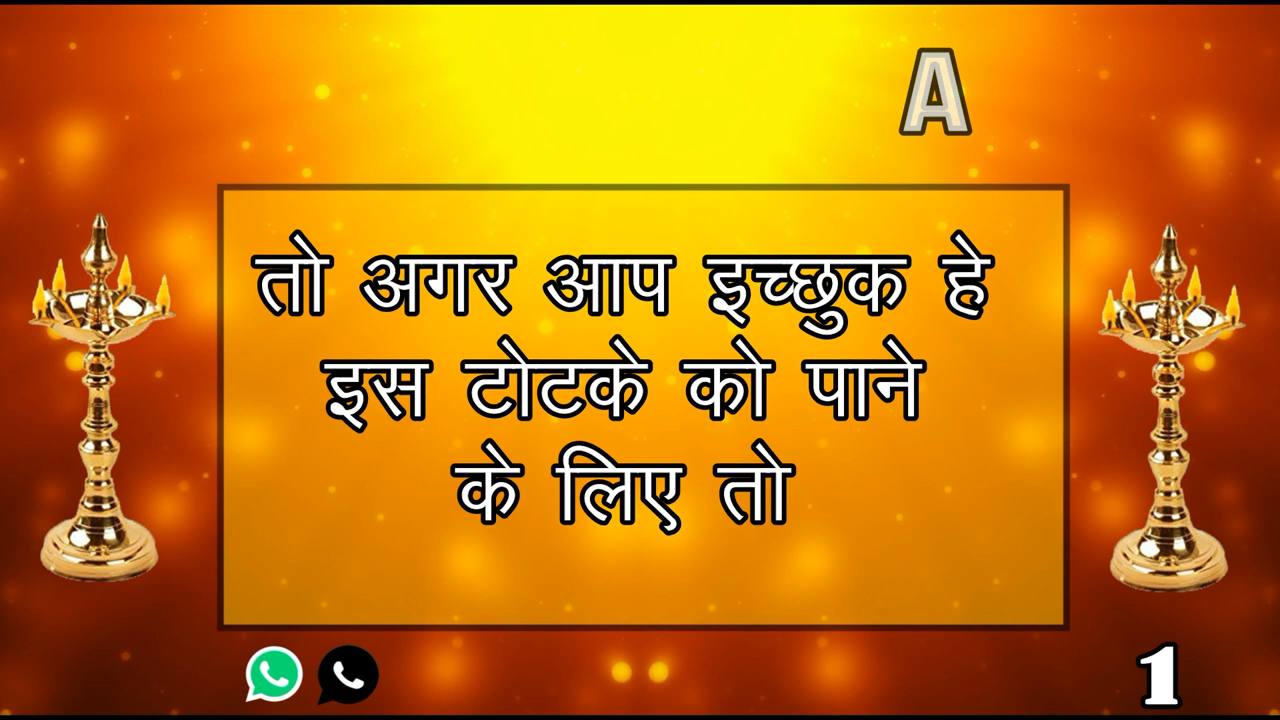 A
तो अगर आप इच्छुक हे
इस टोटके को पाने
के लिए तो
1